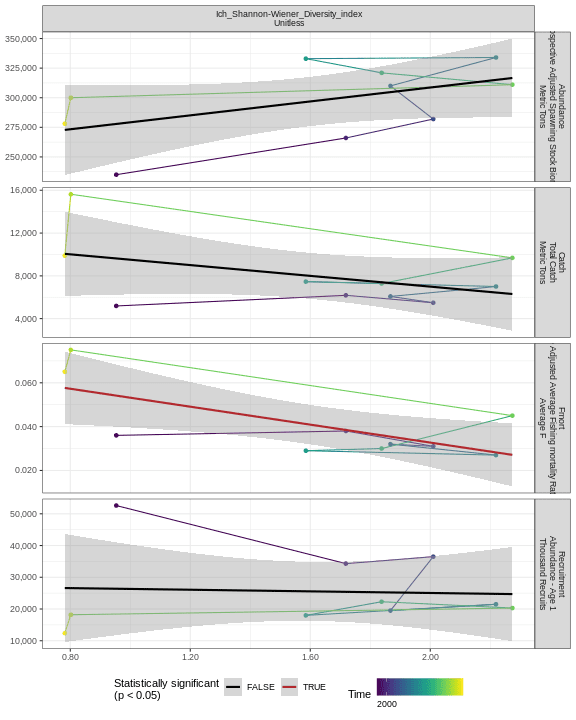 Ich_Shannon-Wiener_Diversity_index
Unitless
350,000
325,000
300,000
275,000
250,000
Abundance
Adjusted Spawning Stock
Metric Tons
16,000
12,000
8,000
4,000
Catch
Total Catch
Metric Tons
0.060
0.040
0.020
Fmort
Adjusted Average Fishing mortality
Average F
50,000
40,000
30,000
20,000
10,000
Recruitment
Abundance - Age 1
Thousand Recruits
0.80
1.20
1.60
2.00
Statistically significant
(p < 0.05)
FALSE
TRUE
Time
2000